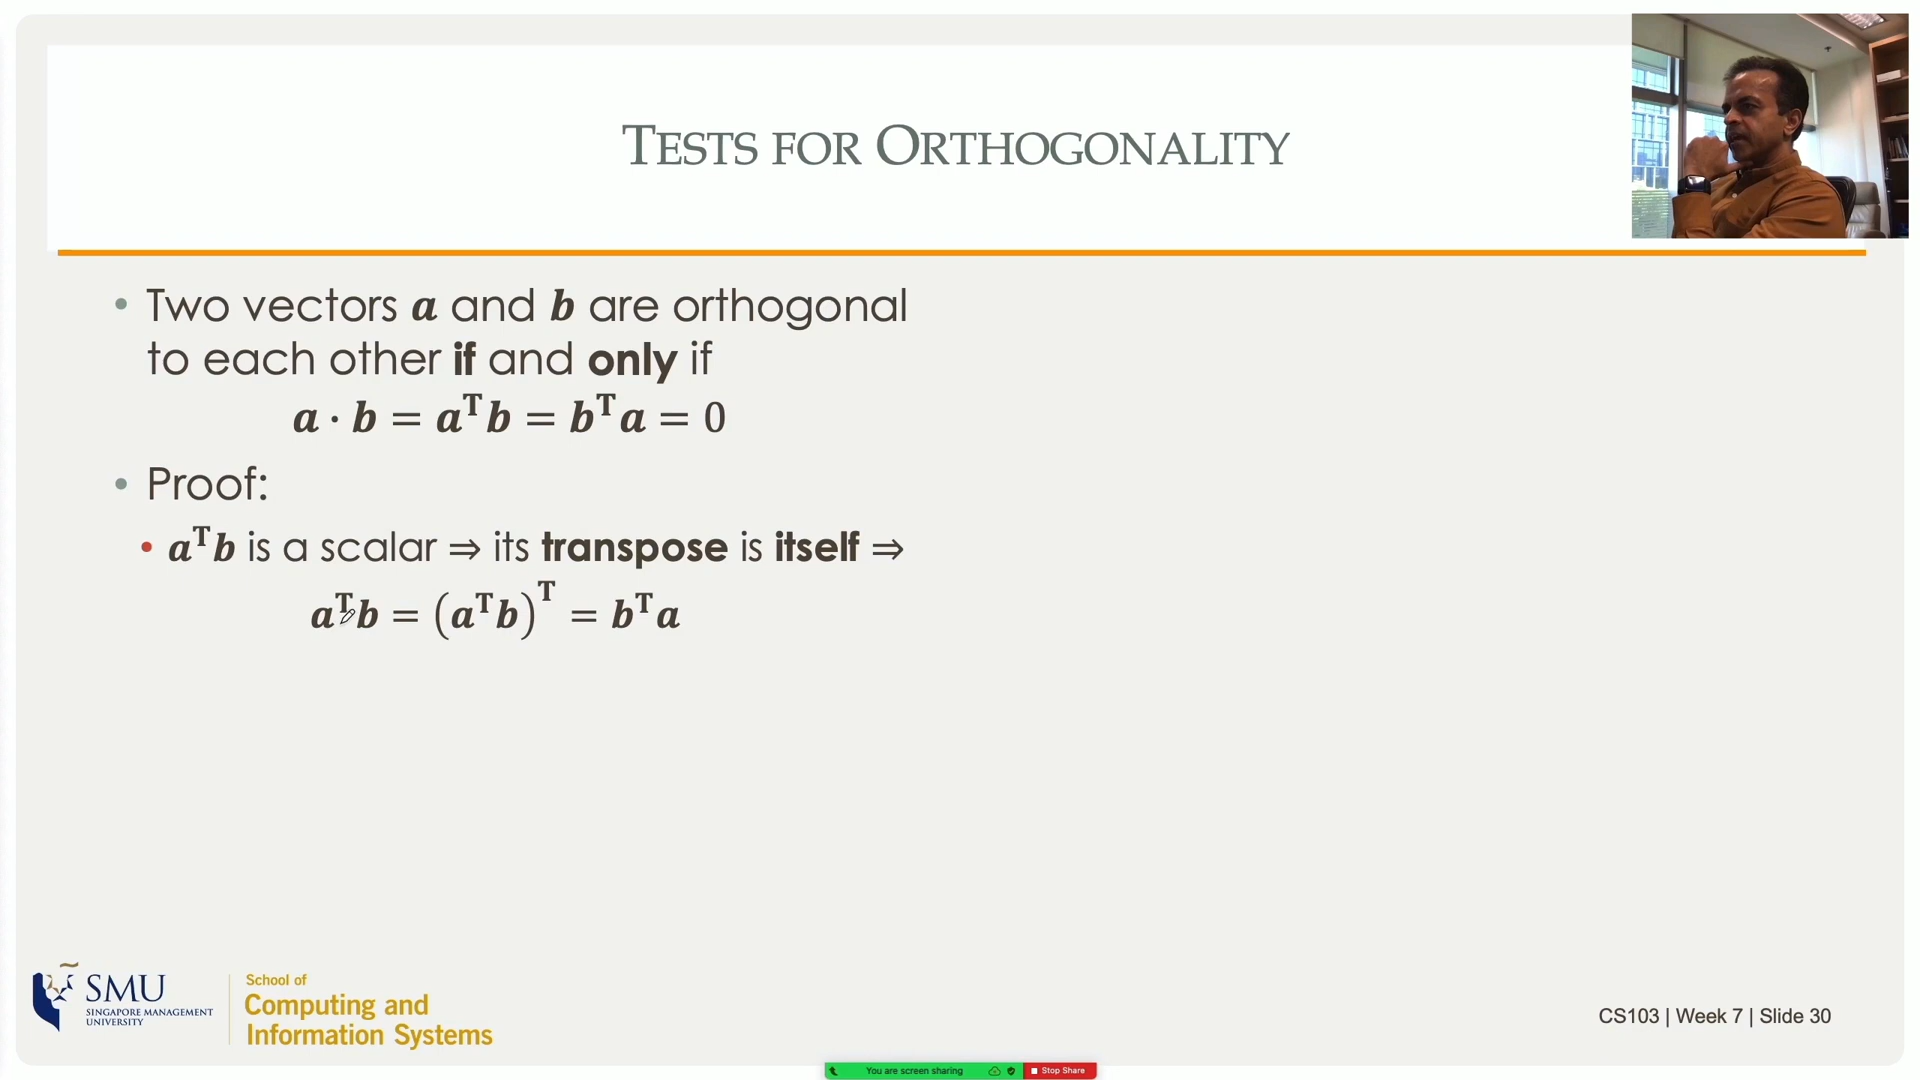 TESTS FOR ORTHOGONALITY
• Two vectors a and b are orthogonal
to each other if and only if
a · b = aᵀb = bᵀa = 0
• Proof:
• aᵀb is a scalar ⇒ its transpose is itself ⇒
aᵀb = (aᵀb)ᵀ = bᵀa
SMU
SINGAPORE MANAGEMENT
UNIVERSITY
School of
Computing and
Information Systems
CS103 | Week 7 | Slide 30
You are screen sharing
Stop Share